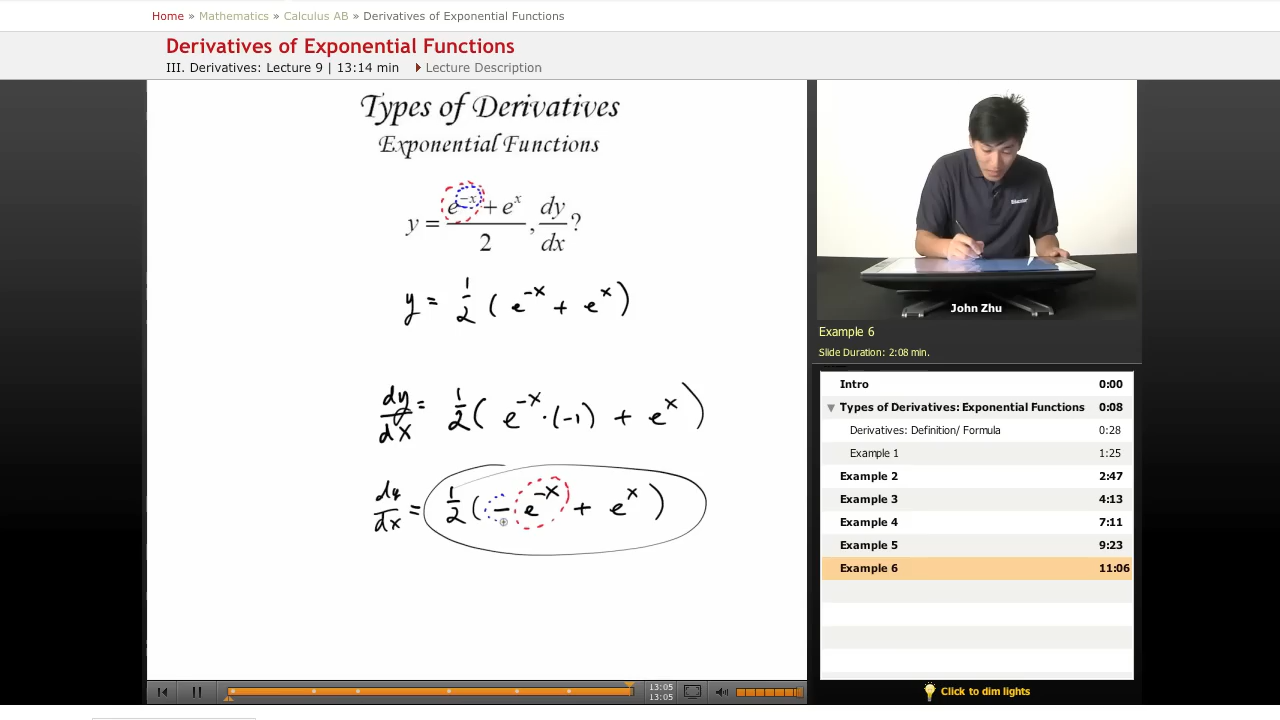 Home » Mathematics » Calculus AB » Derivatives of Exponential Functions
Derivatives of Exponential Functions
III. Derivatives: Lecture 9 | 13:14 min Lecture Description
Types of Derivatives
Exponential Functions
y = (e^{-x} + e^x)/2, dy/dx?
y = 1/2 (e^{-x} + e^x)
dy/dx = 1/2 (e^{-x} · (-1) + e^x)
dy/dx = 1/2 (- e^{-x} + e^x)
John Zhu
Example 6
Slide Duration: 2:08 min.
Intro 0:00
Types of Derivatives: Exponential Functions 0:08
Derivatives: Definition/ Formula 0:28
Example 1 1:25
Example 2 2:47
Example 3 4:13
Example 4 7:11
Example 5 9:23
Example 6 11:06
13:05
13:05
Click to dim lights